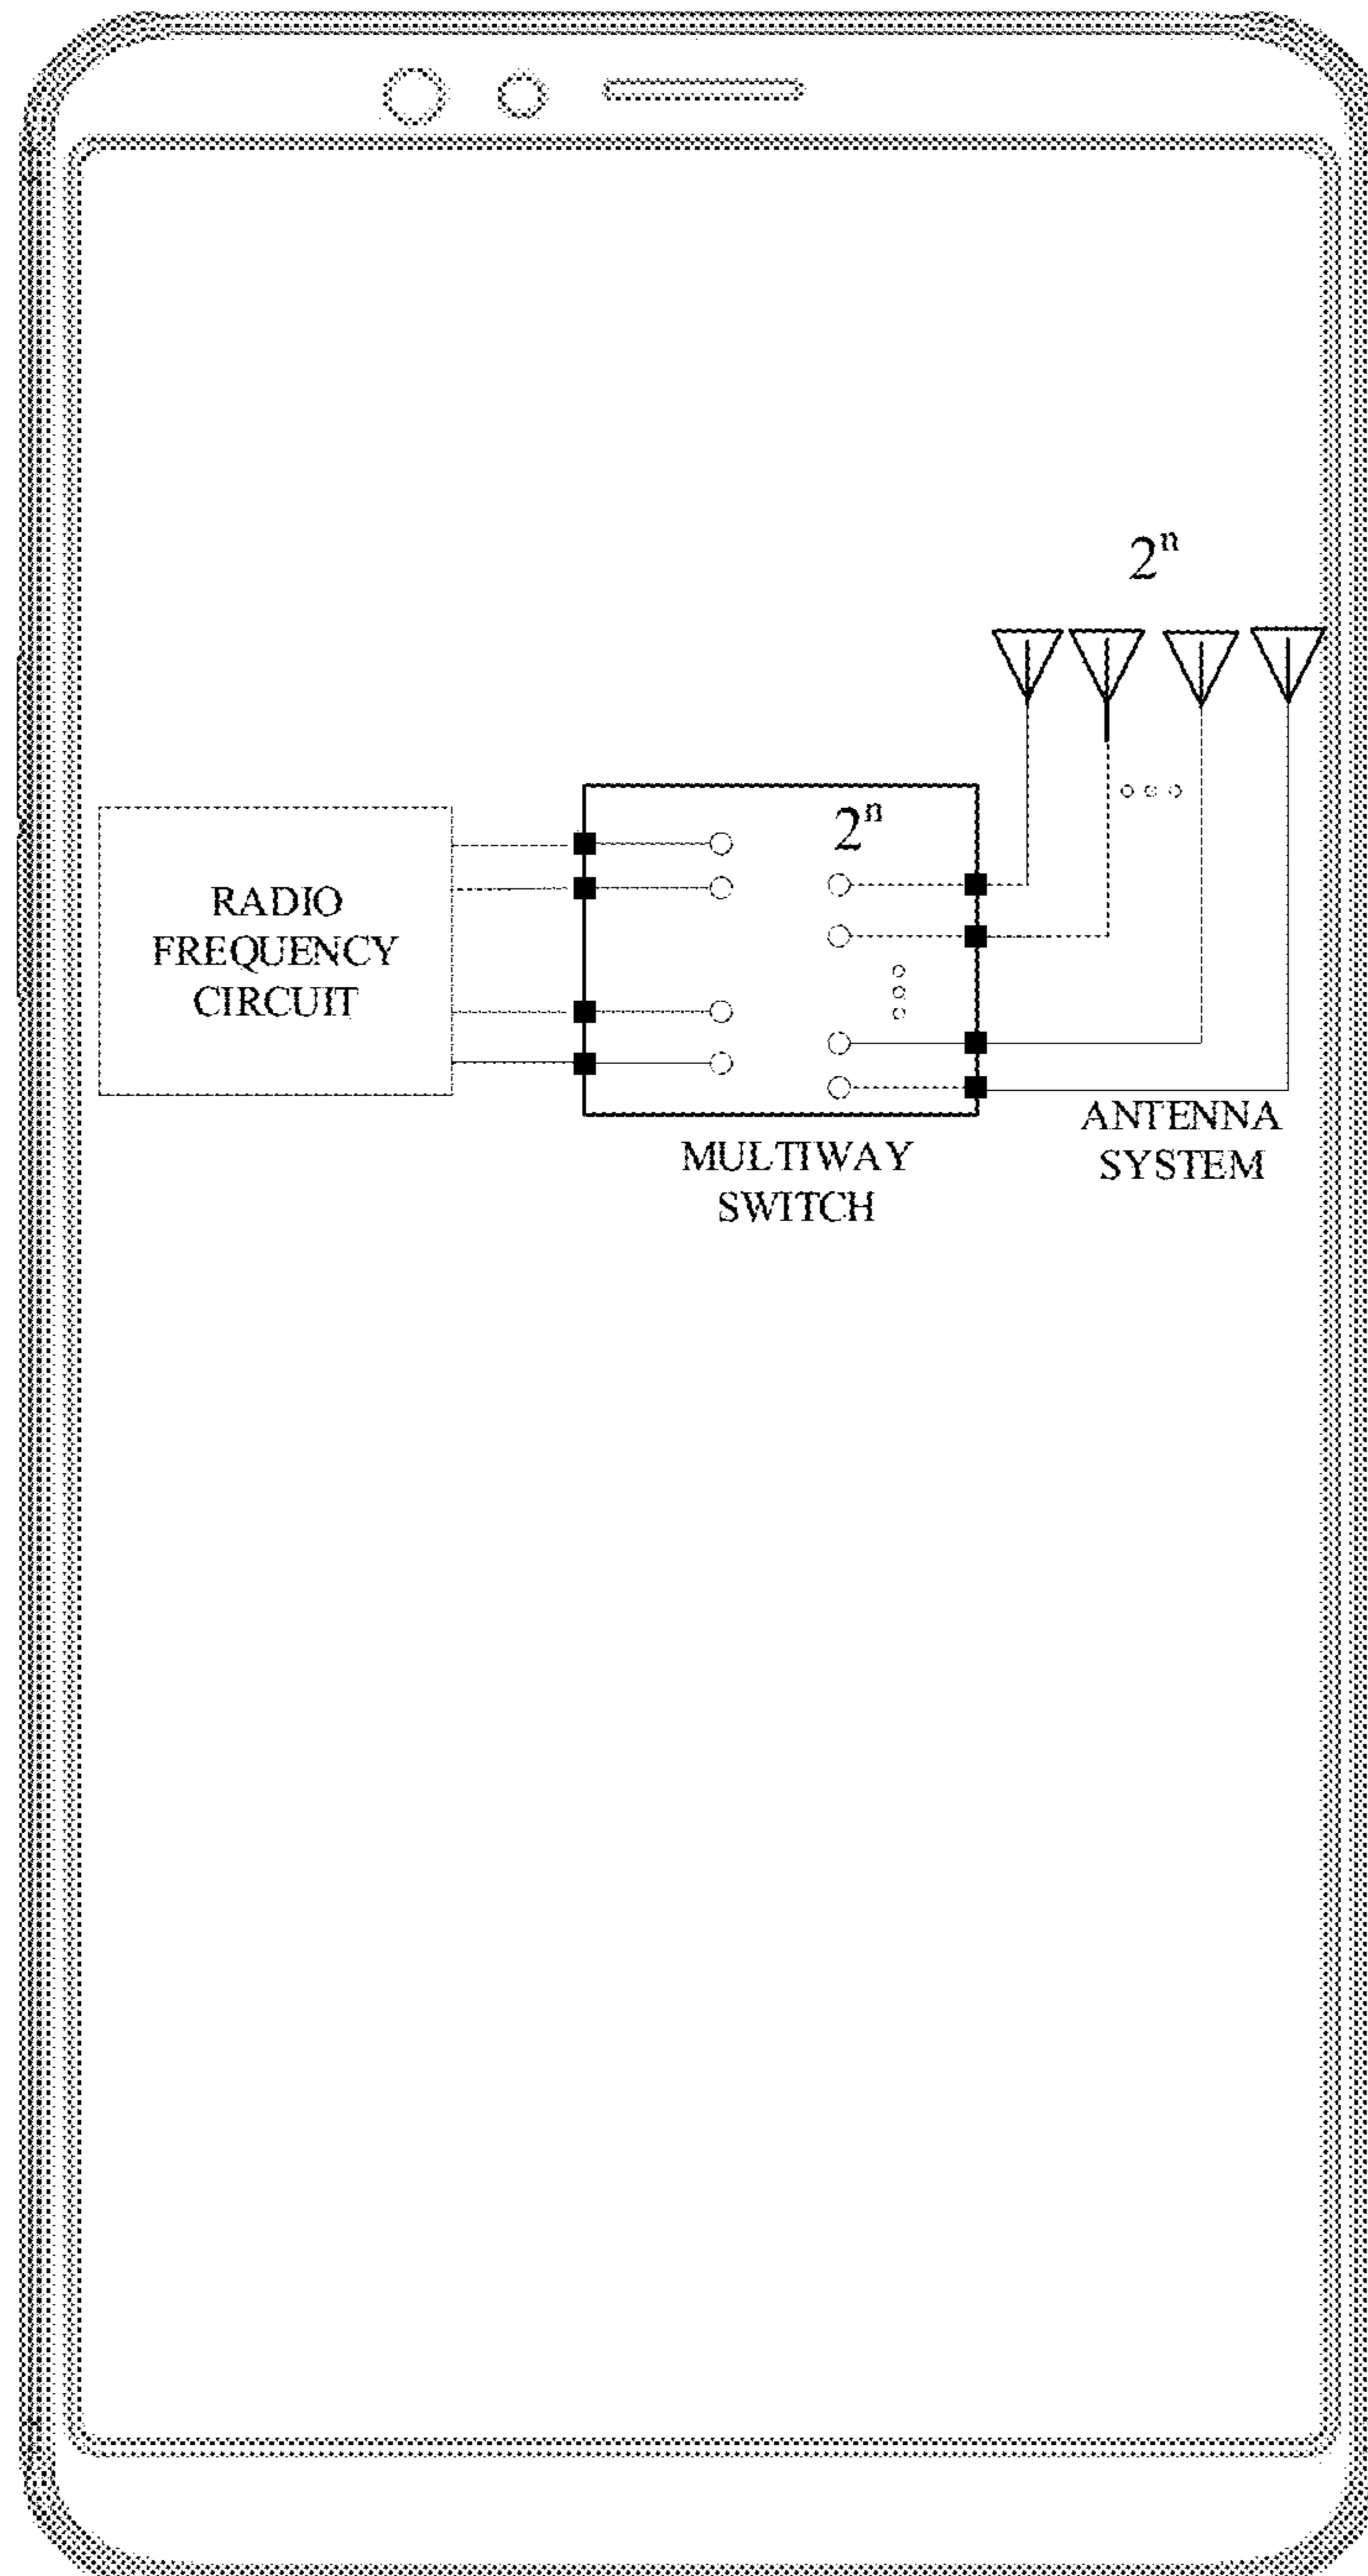 2ⁿ
2ⁿ
RADIO
FREQUENCY
CIRCUIT
MULTIWAY
SWITCH
ANTENNA
SYSTEM